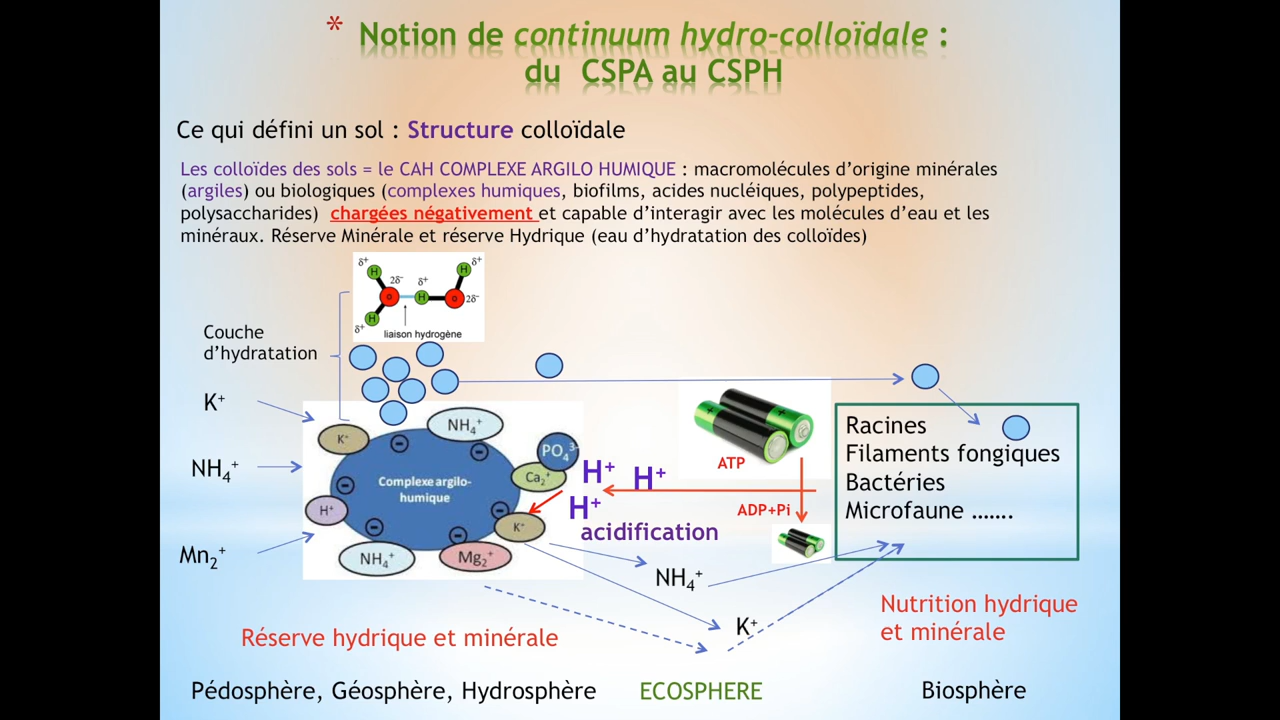 * Notion de continuum hydro-colloïdale :
du CSPA au CSPH
Ce qui défini un sol : Structure colloïdale
Les colloïdes des sols = le CAH COMPLEXE ARGILO HUMIQUE : macromolécules d'origine minérales
(argiles) ou biologiques (complexes humiques, biofilms, acides nucléiques, polypeptides,
polysaccharides) chargées négativement et capable d'interagir avec les molécules d'eau et les
minéraux. Réserve Minérale et réserve Hydrique (eau d'hydratation des colloïdes)
δ⁺ H 2δ⁻ δ⁺ H δ⁺
O H O 2δ⁻
δ⁺ H
liaison hydrogène
Couche
d'hydratation
K⁺
NH₄⁺
Mn₂⁺
K⁺
NH₄⁺
PO₄³⁻
Ca₂⁺
Complexe argilo-
humique
H⁺
K⁺
NH₄⁺
Mg₂⁺
H⁺ H⁺
H⁺
acidification
ATP
ADP+Pi
Racines
Filaments fongiques
Bactéries
Microfaune …….
NH₄⁺
K⁺
Nutrition hydrique
et minérale
Réserve hydrique et minérale
Pédosphère, Géosphère, Hydrosphère
ECOSPHERE
Biosphère